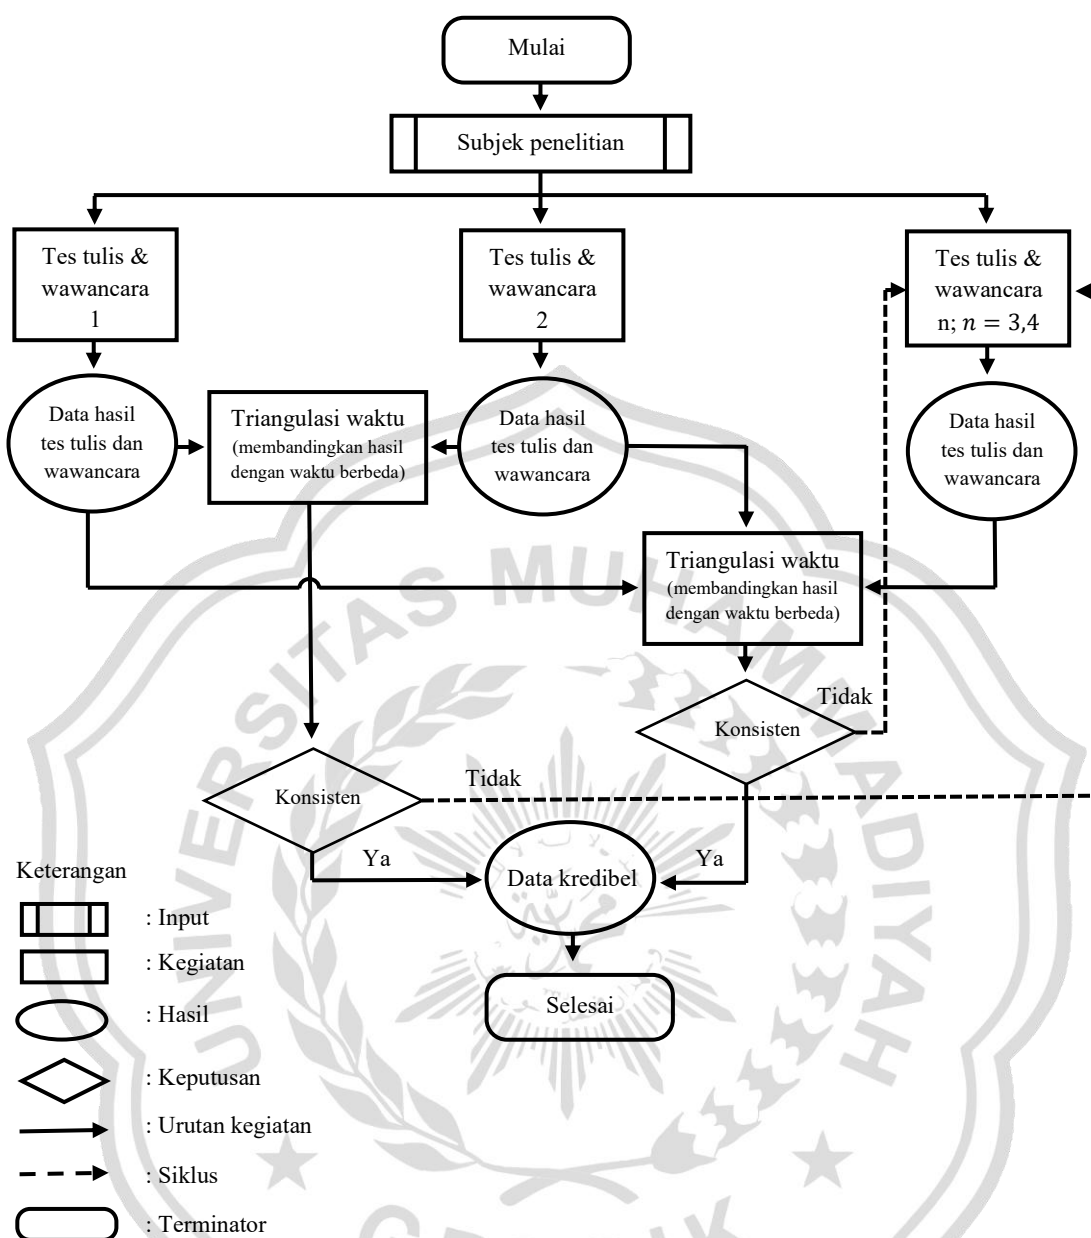 Mulai
Subjek penelitian
Tes tulis &
wawancara
1
Tes tulis &
wawancara
2
Tes tulis &
wawancara
n; n = 3,4
Data hasil
tes tulis dan
wawancara
Triangulasi waktu
(membandingkan hasil
dengan waktu berbeda)
Data hasil
tes tulis dan
wawancara
Data hasil
tes tulis dan
wawancara
Triangulasi waktu
(membandingkan hasil
dengan waktu berbeda)
Konsisten
Tidak
Konsisten
Tidak
Ya
Data kredibel
Ya
Selesai
Keterangan
: Input
: Kegiatan
: Hasil
: Keputusan
: Urutan kegiatan
: Siklus
: Terminator
UNIVERSITAS MUHAMMADIYAH